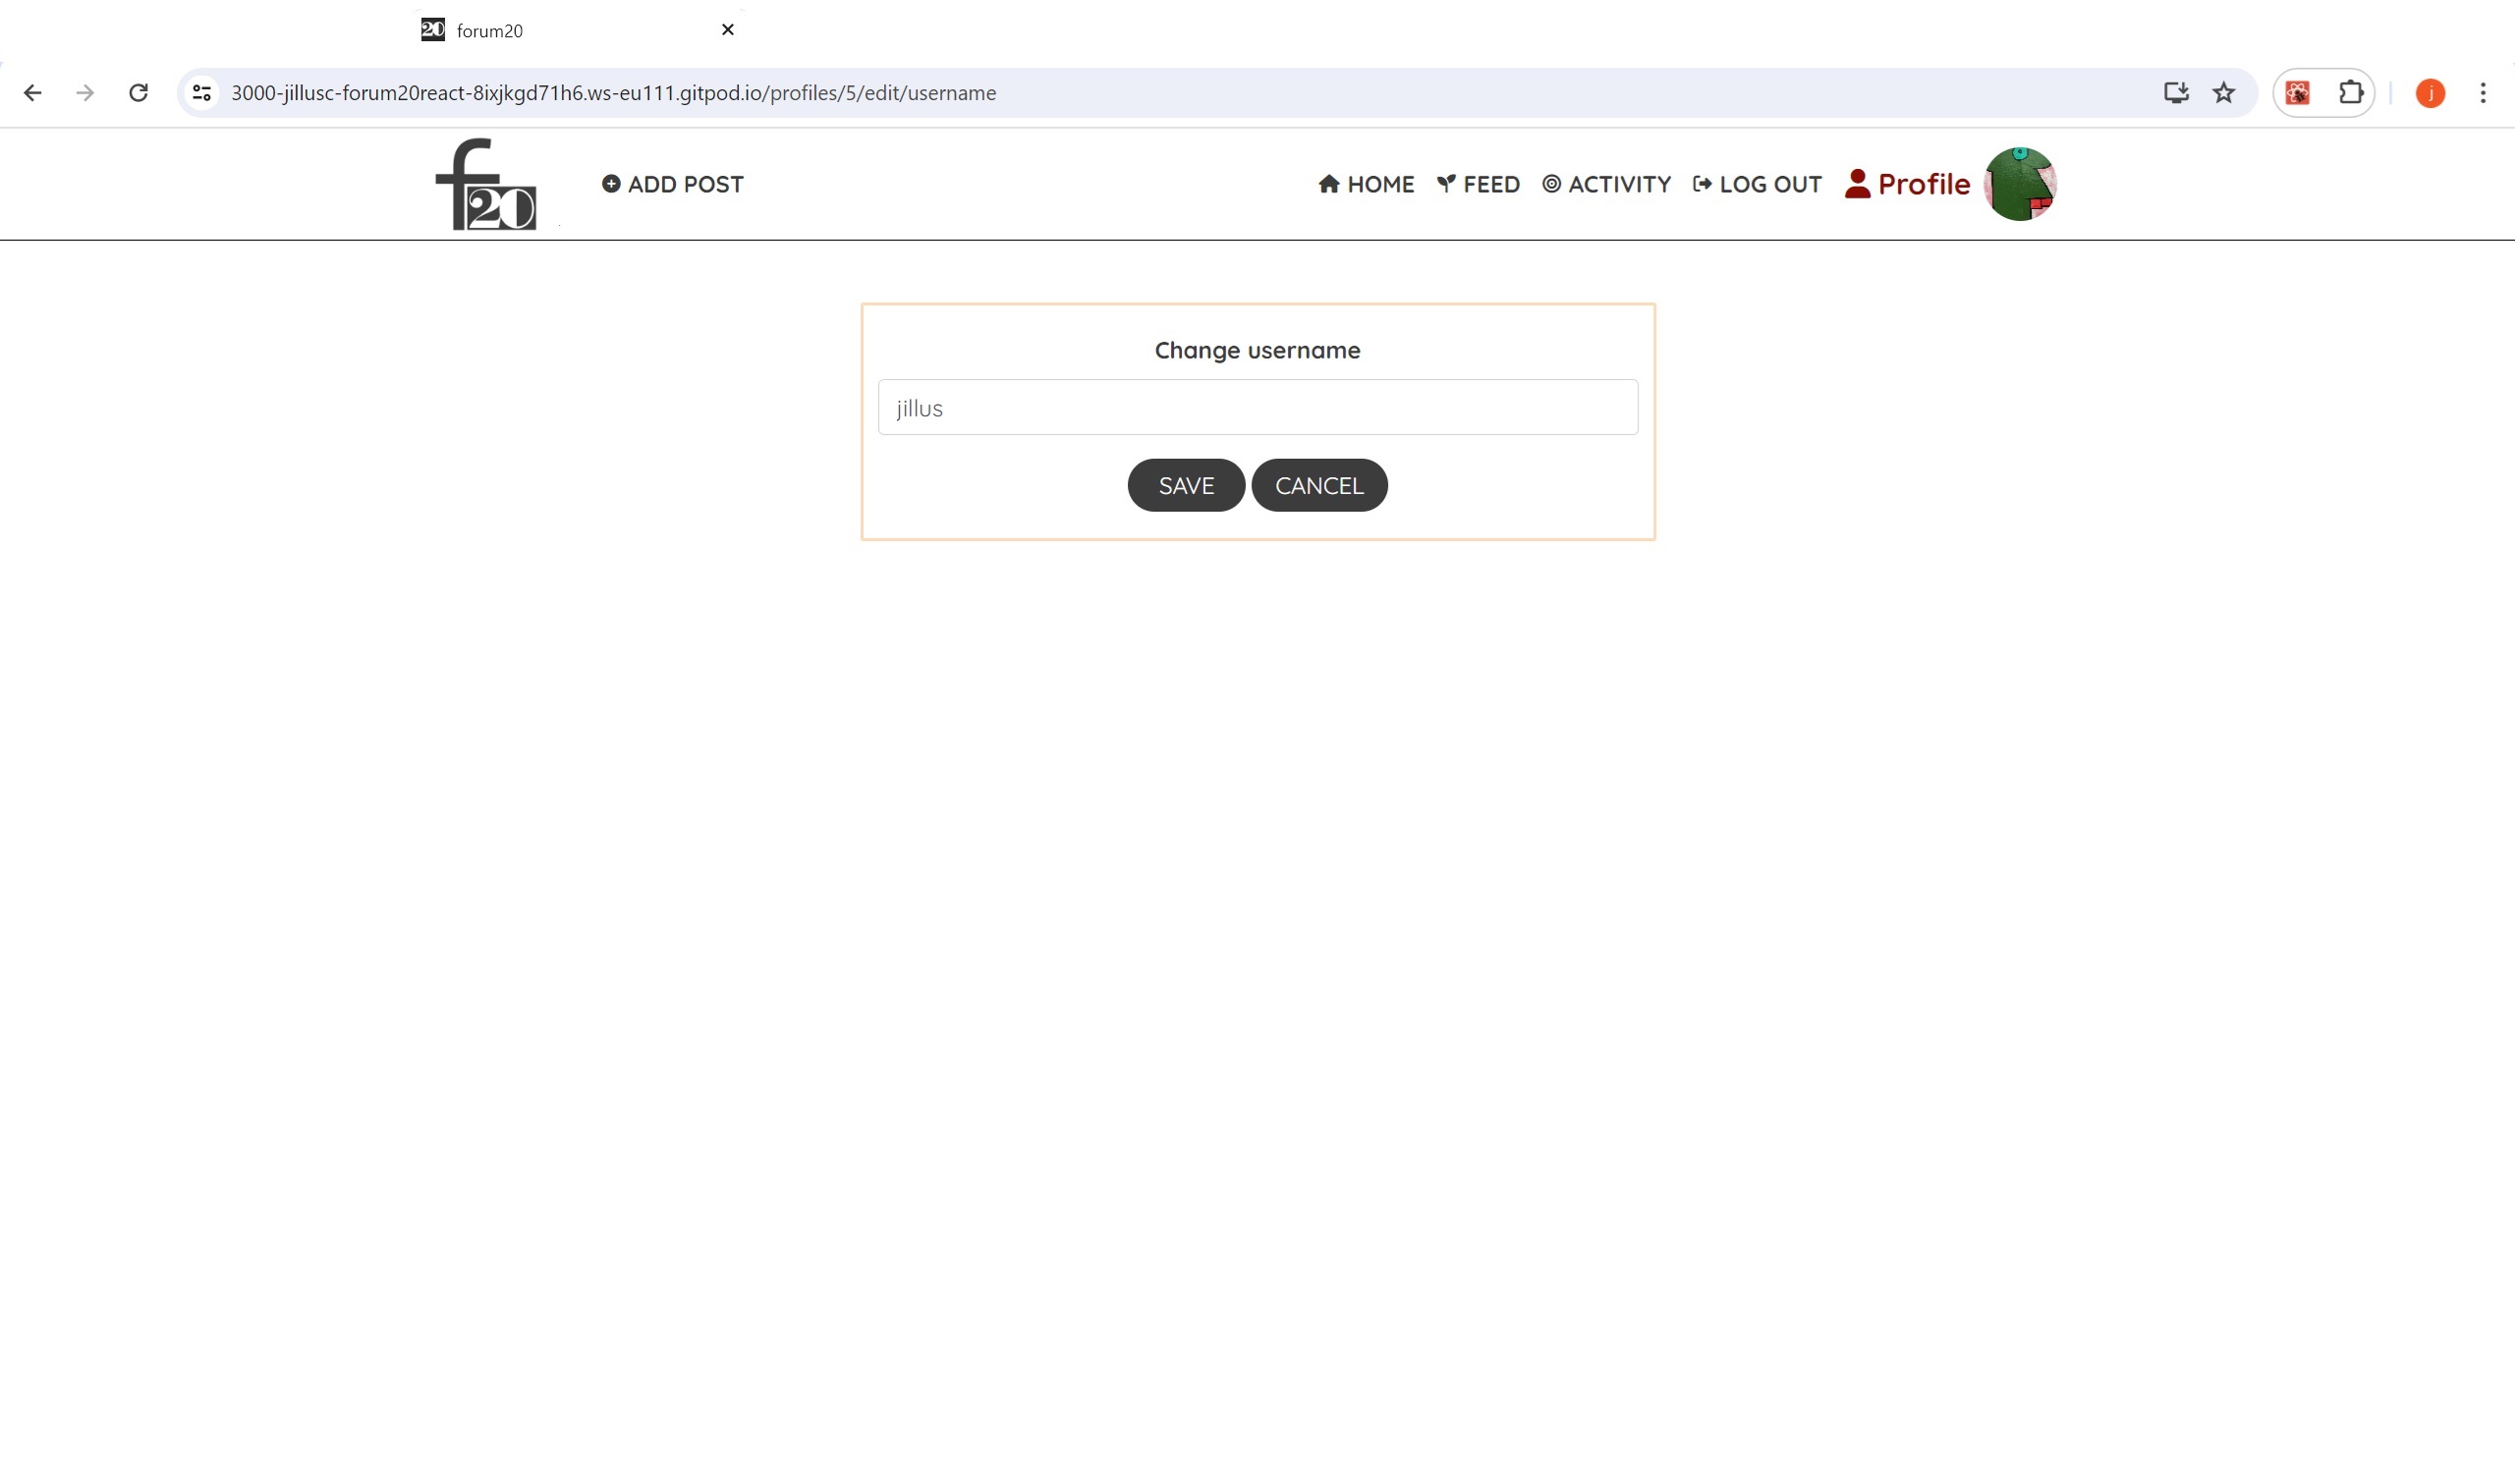 20 forum20
3000-jillusc-forum20react-8ixjkgd71h6.ws-eu111.gitpod.io/profiles/5/edit/username
j
f20
ADD POST
HOME FEED ACTIVITY LOG OUT Profile
Change username
jillus
SAVE CANCEL